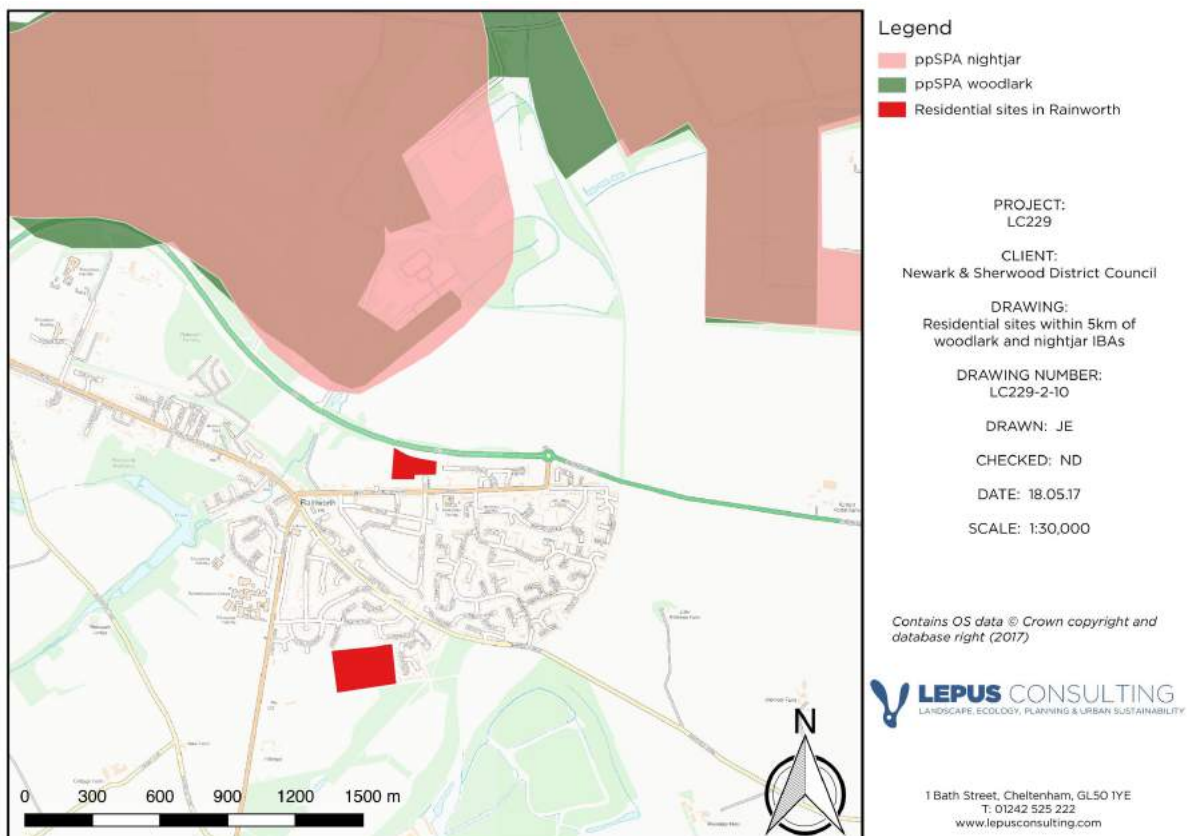 Legend
ppSPA nightjar
ppSPA woodlark
Residential sites in Rainworth
PROJECT:
LC229
CLIENT:
Newark & Sherwood District Council
DRAWING:
Residential sites within 5km of
woodlark and nightjar IBAs
DRAWING NUMBER:
LC229-2-10
DRAWN: JE
CHECKED: ND
DATE: 18.05.17
SCALE: 1:30,000
Contains OS data © Crown copyright and
database right (2017)
LEPUS CONSULTING
LANDSCAPE, ECOLOGY, PLANNING & URBAN SUSTAINABILITY
1 Bath Street, Cheltenham, GL50 1YE
T: 01242 525 222
www.lepusconsulting.com
Rainworth
N
0 300 600 900 1200 1500 m